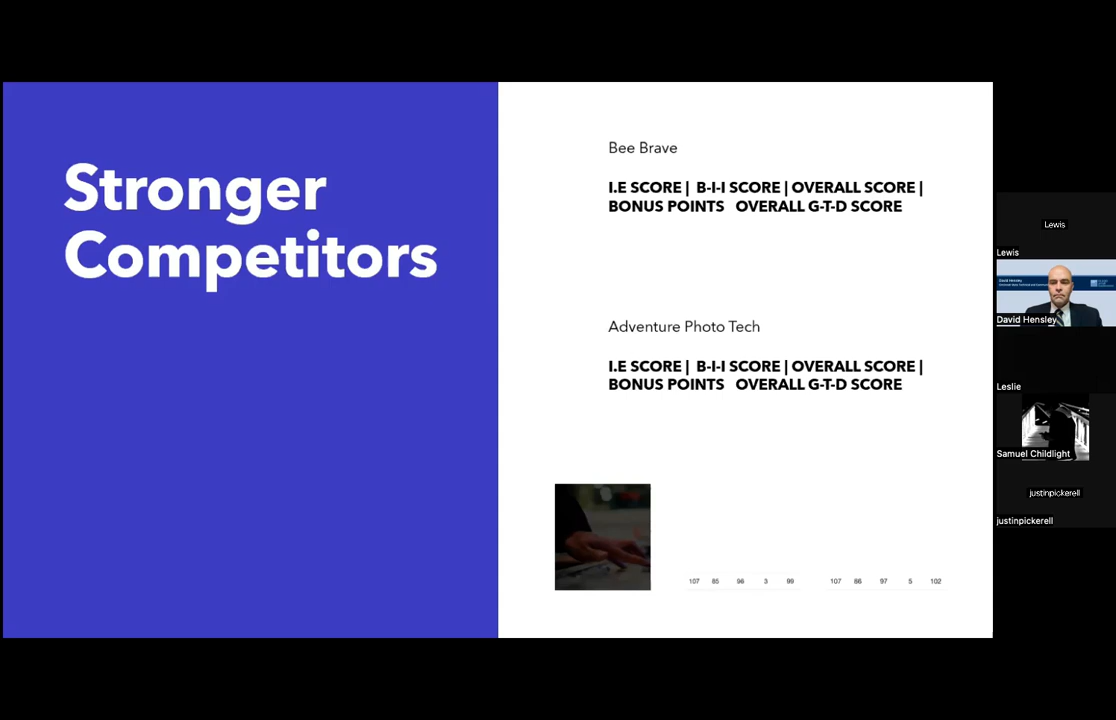 Stronger
Competitors
Bee Brave
I.E SCORE | B-I-I SCORE | OVERALL SCORE |
BONUS POINTS OVERALL G-T-D SCORE
Adventure Photo Tech
I.E SCORE | B-I-I SCORE | OVERALL SCORE |
BONUS POINTS OVERALL G-T-D SCORE
107 85 96 3 99
107 86 97 5 102
Lewis
Lewis
David Hensley
David Hensley
Leslie
Samuel Childlight
justinpickerell
justinpickerell